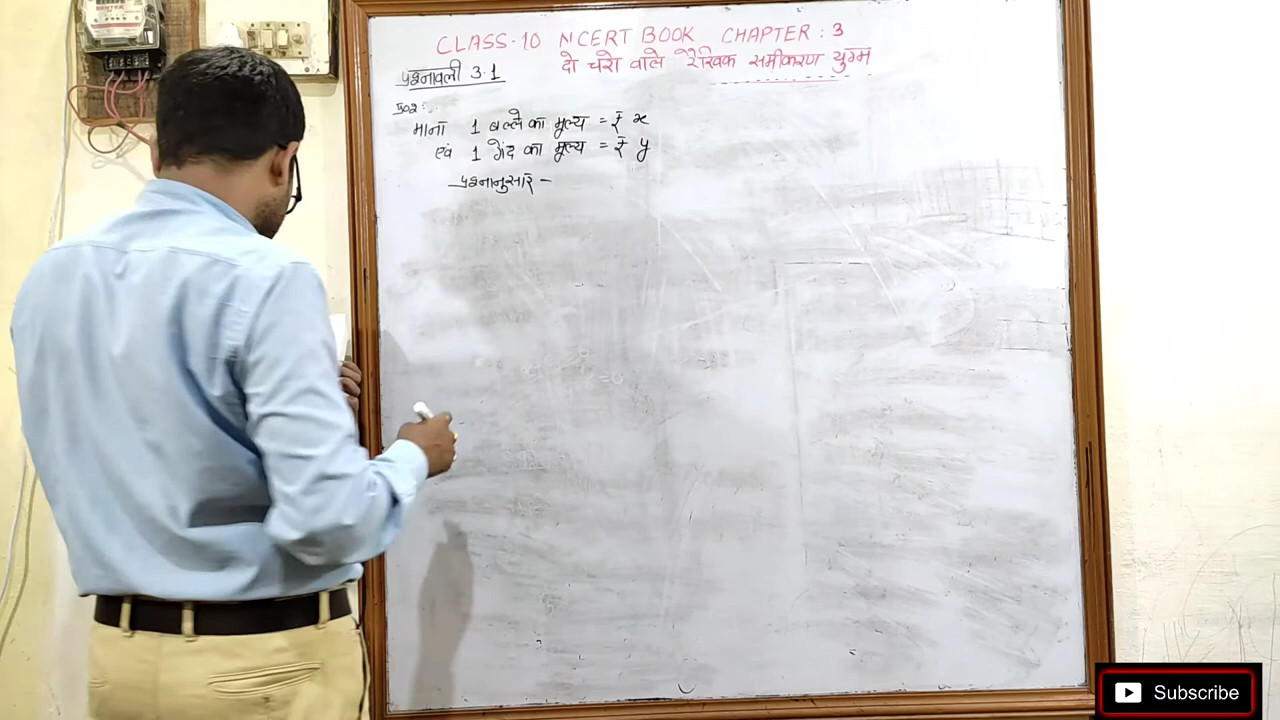 CLASS-10 NCERT BOOK CHAPTER : 3
दो चरो वाले रैखिक समीकरण युग्म
प्रश्नावली 3.1
प्र०२:
माना 1 बल्ले का मूल्य = ₹ x
एवं 1 गेंद का मूल्य = ₹ y
प्रश्नानुसार -
Subscribe